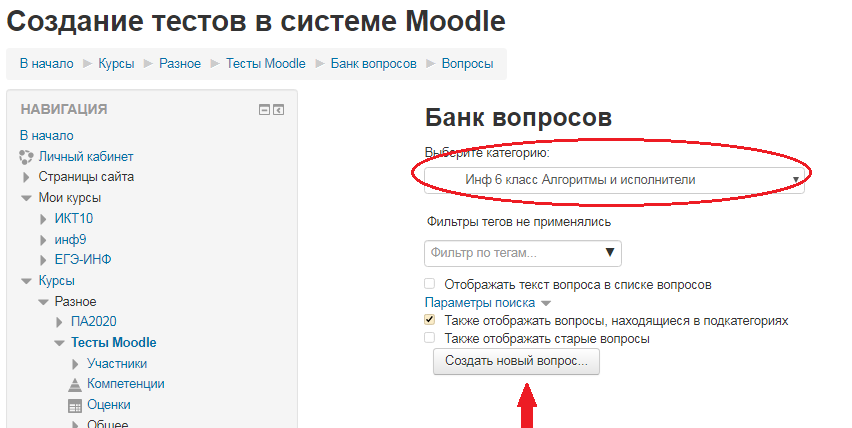 Создание тестов в системе Moodle
В начало ▶ Курсы ▶ Разное ▶ Тесты Moodle ▶ Банк вопросов ▶ Вопросы
НАВИГАЦИЯ
В начало
Личный кабинет
Страницы сайта
Мои курсы
ИКТ10
инф9
ЕГЭ-ИНФ
Курсы
Разное
ПА2020
Тесты Moodle
Участники
Компетенции
Оценки
Общее
Банк вопросов
Выберите категорию:
Инф 6 класс Алгоритмы и исполнители
Фильтры тегов не применялись
Фильтр по тегам...
Отображать текст вопроса в списке вопросов
Параметры поиска
Также отображать вопросы, находящиеся в подкатегориях
Также отображать старые вопросы
Создать новый вопрос...